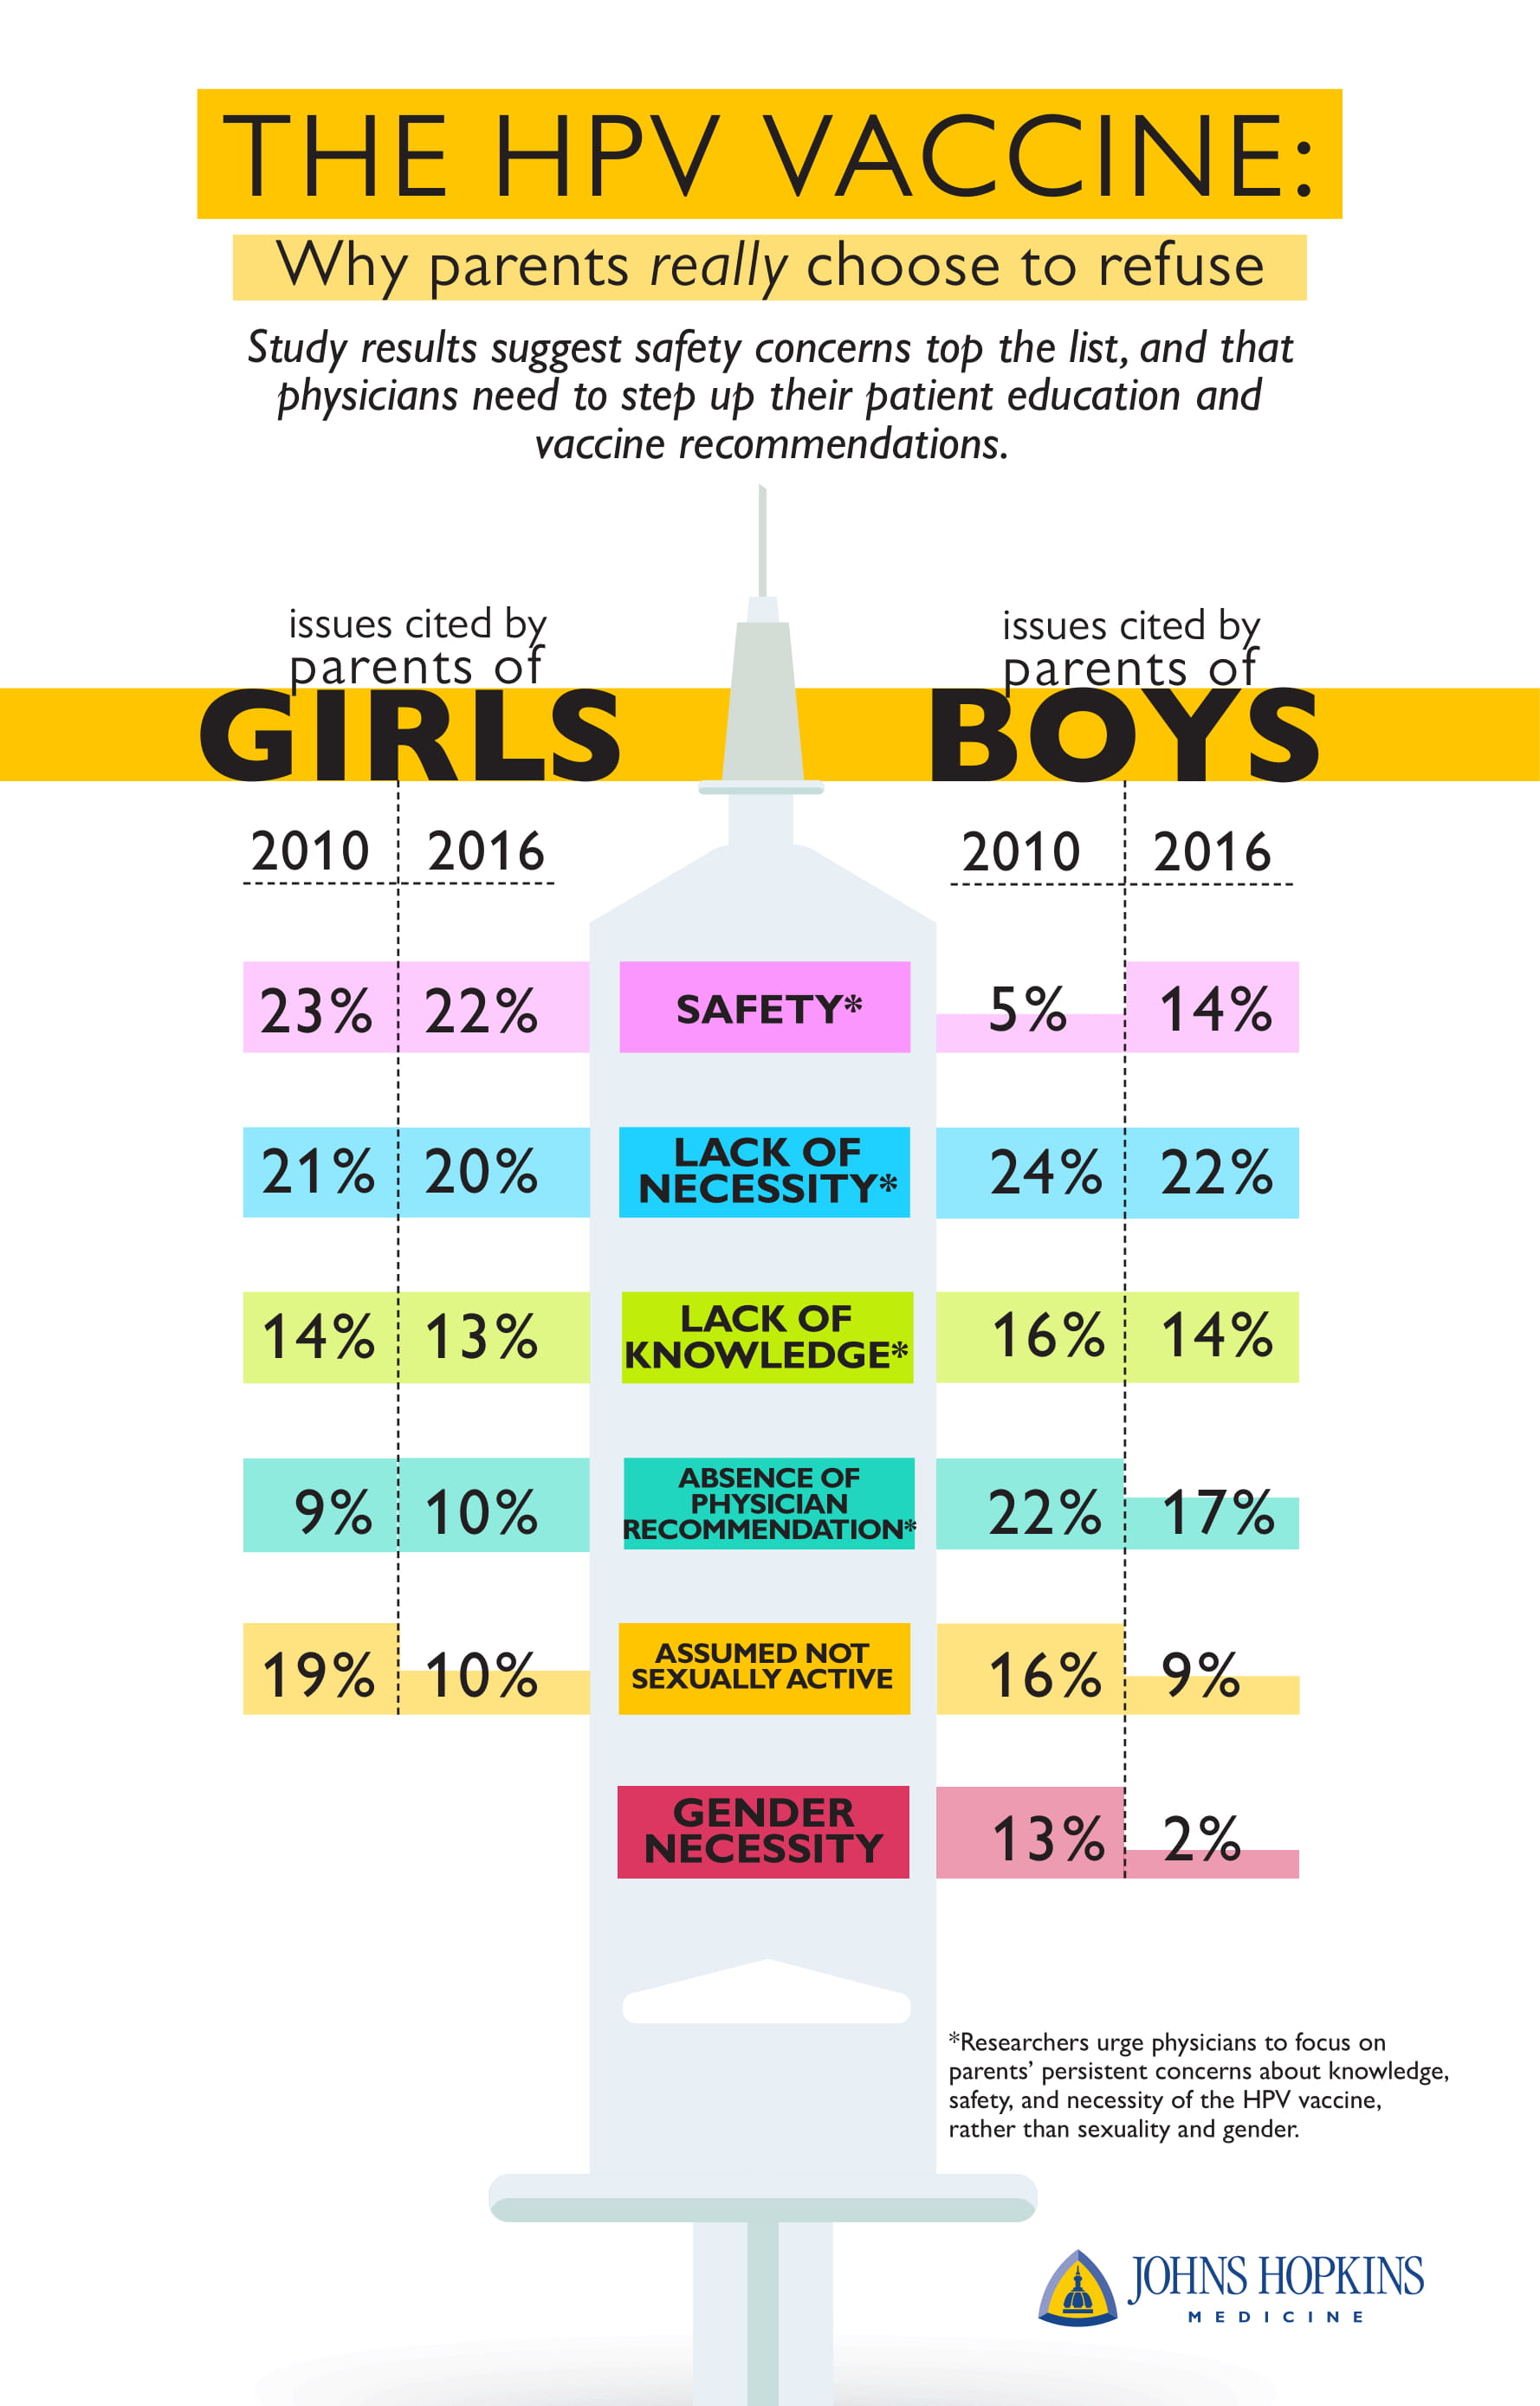 THE HPV VACCINE:
Why parents really choose to refuse
Study results suggest safety concerns top the list, and that
physicians need to step up their patient education and
vaccine recommendations.
issues cited by
parents of
GIRLS
issues cited by
parents of
BOYS
2010 2016
2010 2016
23% 22% SAFETY* 5% 14%
21% 20% LACK OF
NECESSITY* 24% 22%
14% 13% LACK OF
KNOWLEDGE* 16% 14%
9% 10% ABSENCE OF
PHYSICIAN
RECOMMENDATION* 22% 17%
19% 10% ASSUMED NOT
SEXUALLY ACTIVE 16% 9%
GENDER
NECESSITY 13% 2%
*Researchers urge physicians to focus on
parents’ persistent concerns about knowledge,
safety, and necessity of the HPV vaccine,
rather than sexuality and gender.
JOHNS HOPKINS
MEDICINE